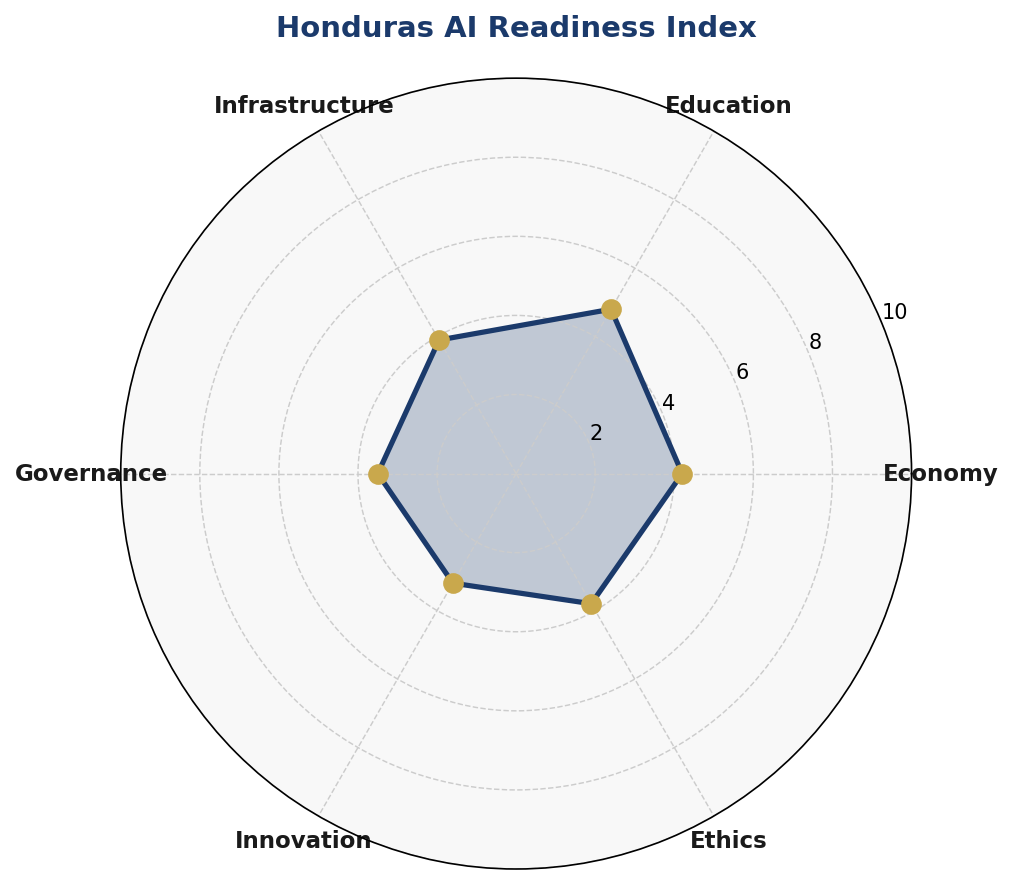 Honduras AI Readiness Index
Infrastructure
Education
10
8
6
4
2
Governance
Economy
Innovation
Ethics